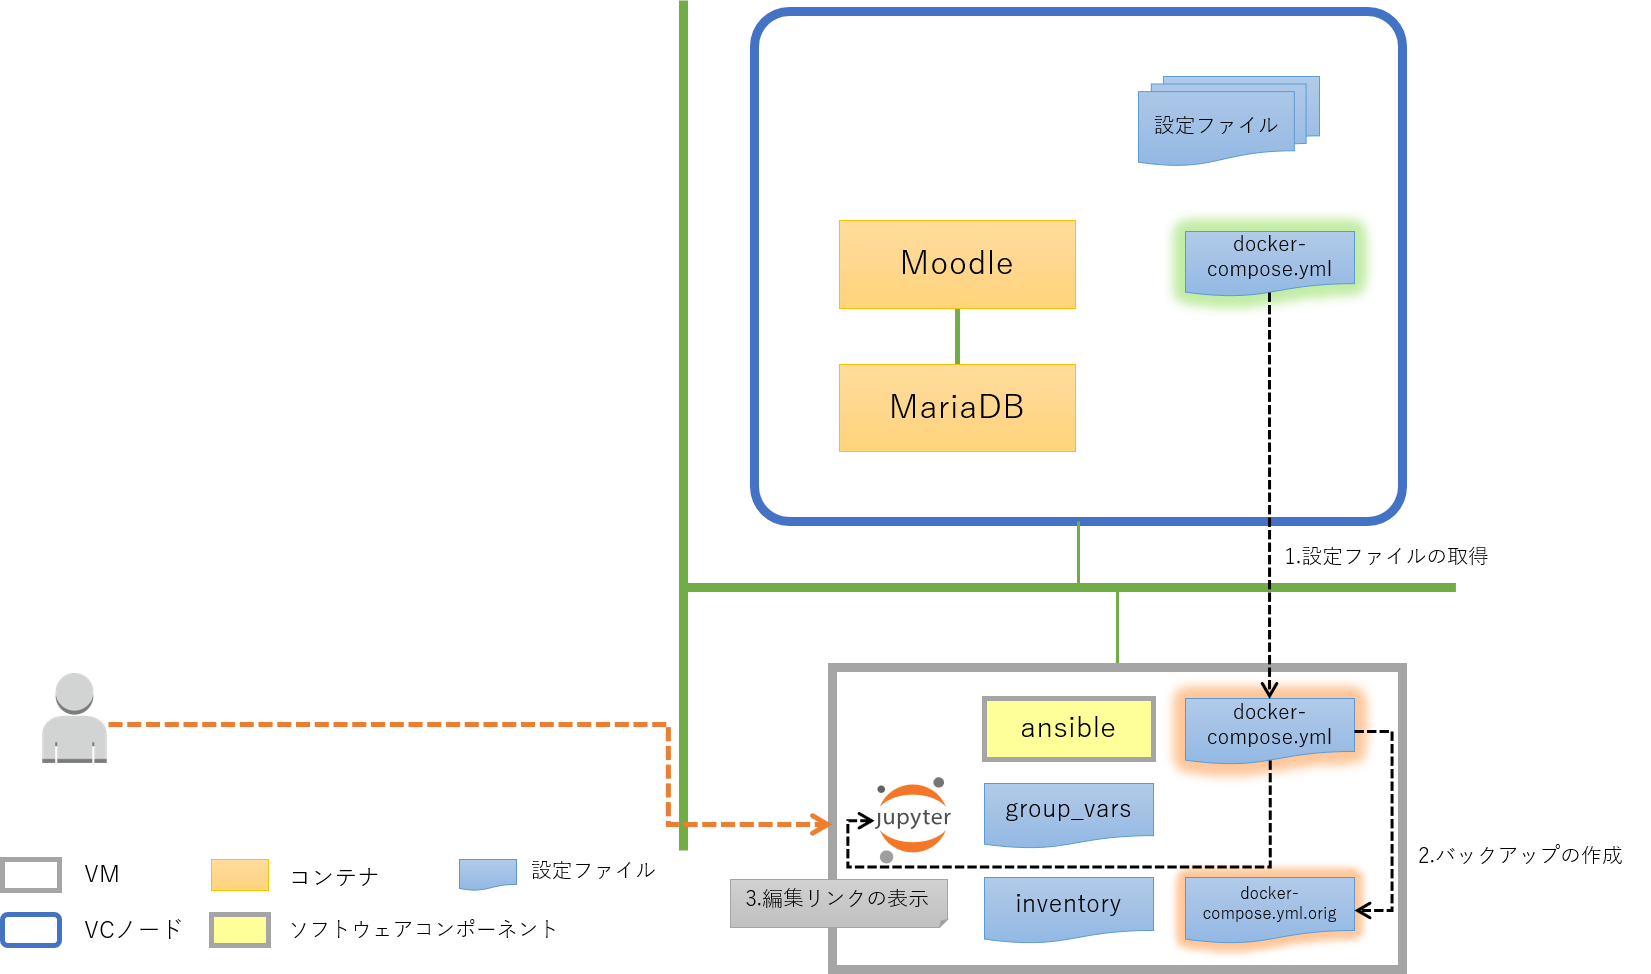 設定ファイル
docker-
compose.yml
Moodle
MariaDB
1.設定ファイルの取得
ansible
docker-
compose.yml
group_vars
jupyter
2.バックアップの作成
3.編集リンクの表示
inventory
docker-
compose.yml.orig
VM
コンテナ
設定ファイル
VCノード
ソフトウェアコンポーネント